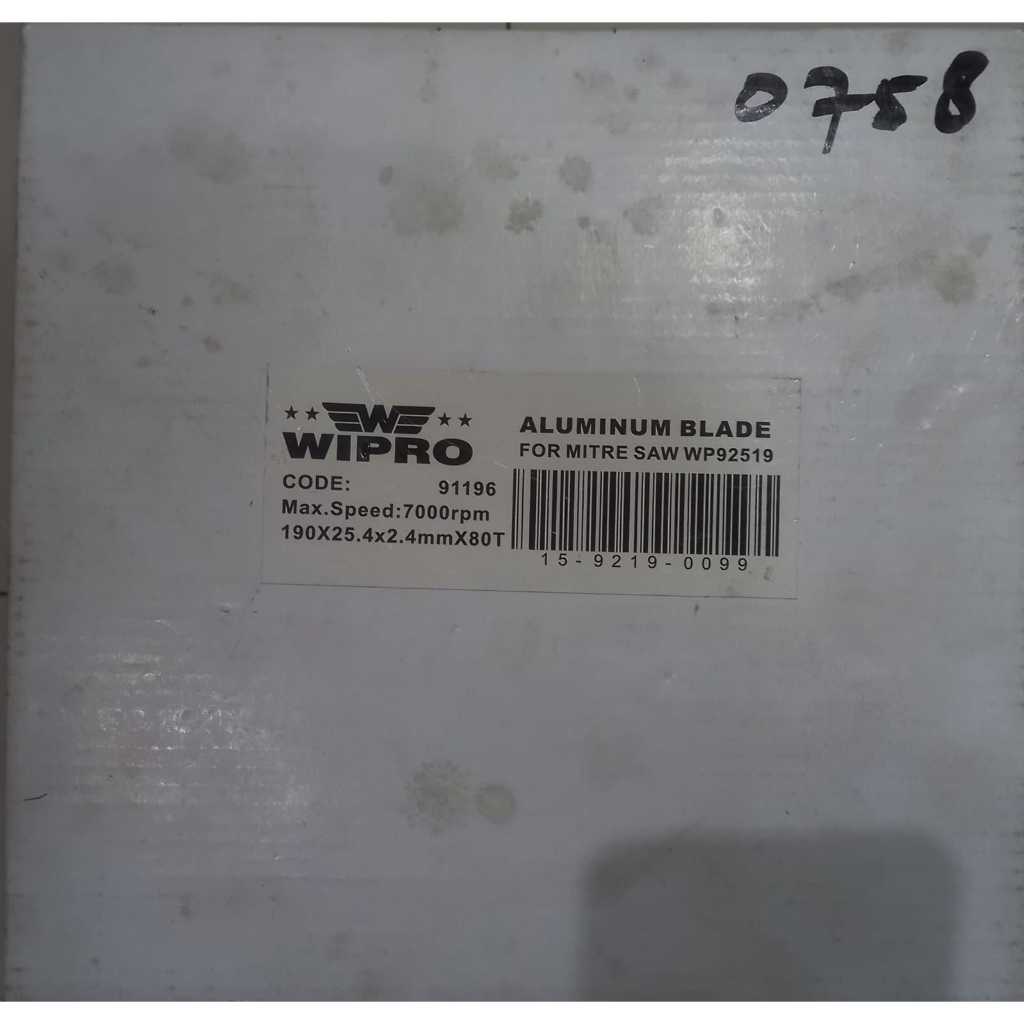 0758
WIPRO
CODE: 91196
Max.Speed:7000rpm
190X25.4x2.4mmX80T
ALUMINUM BLADE
FOR MITRE SAW WP92519
15-9219-0099